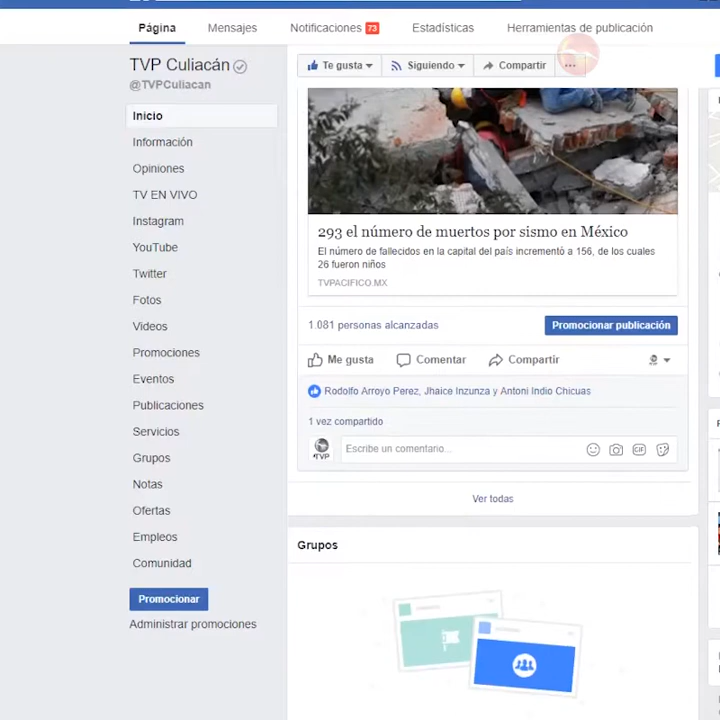 Página Mensajes Notificaciones 73 Estadísticas Herramientas de publicación
TVP Culiacán
@TVPCuliacan
Te gusta Siguiendo Compartir ...
Inicio
Información
Opiniones
TV EN VIVO
Instagram
YouTube
Twitter
Fotos
Videos
Promociones
Eventos
Publicaciones
Servicios
Grupos
Notas
Ofertas
Empleos
Comunidad
Promocionar
Administrar promociones
293 el número de muertos por sismo en México
El número de fallecidos en la capital del país incrementó a 156, de los cuales
26 fueron niños
TVPACIFICO.MX
1.081 personas alcanzadas Promocionar publicación
Me gusta Comentar Compartir
Rodolfo Arroyo Perez, Jhaice Inzunza y Antoni Indio Chicuas
1 vez compartido
TVP Escribe un comentario... GIF
Ver todas
Grupos